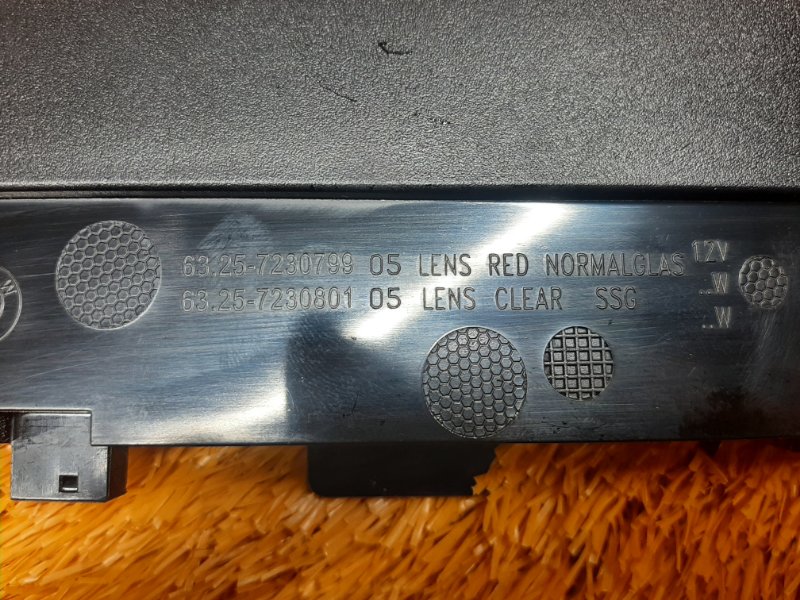 63.25-7230799 05 LENS RED NORMALGLAS 12V
63.25-7230801 05 LENS CLEAR SSG ..W
..W